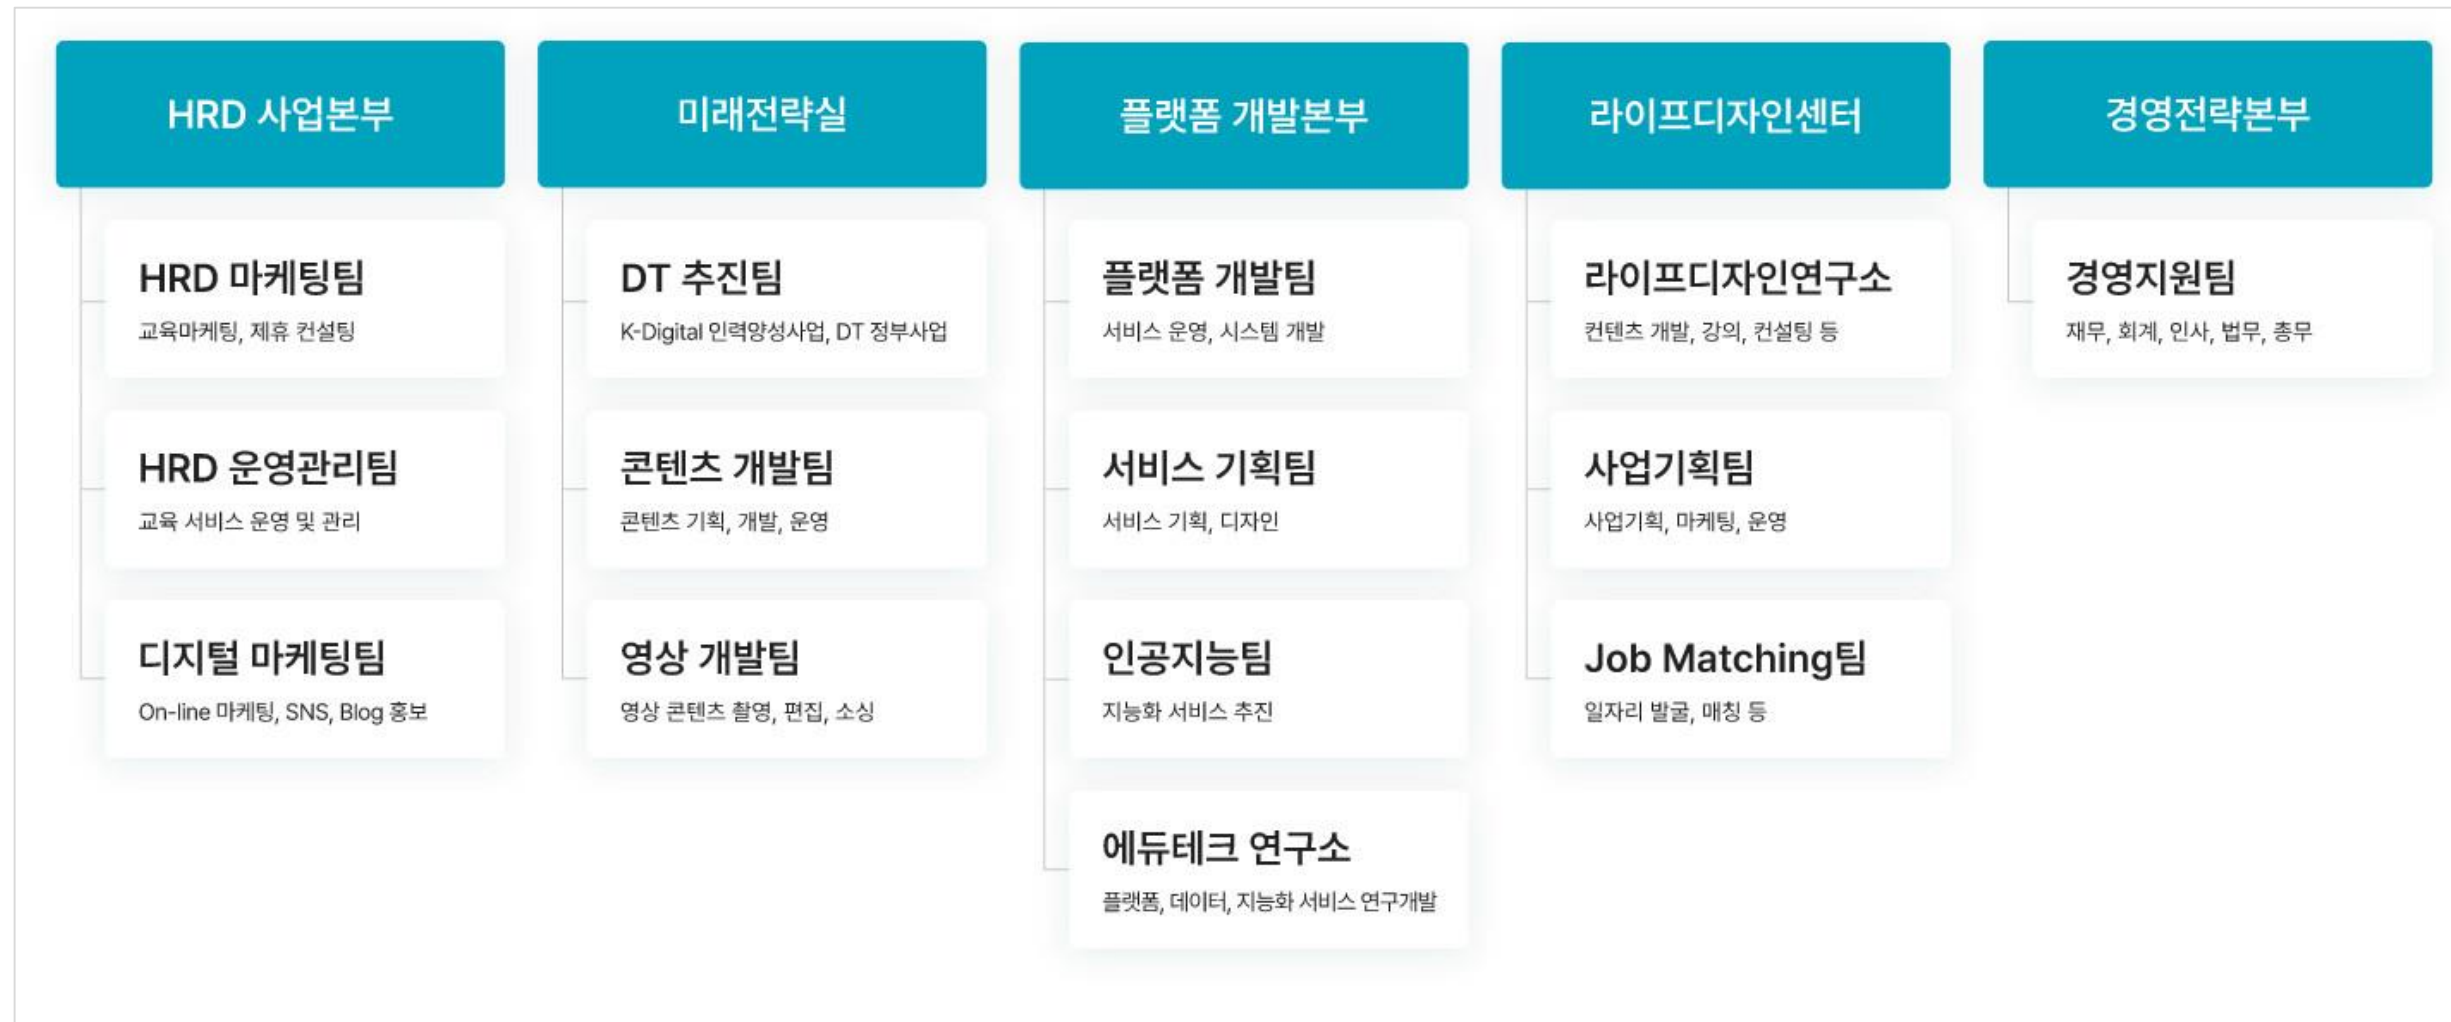 HRD 사업본부
HRD 마케팅팀
교육마케팅, 제휴 컨설팅
HRD 운영관리팀
교육 서비스 운영 및 관리
디지털 마케팅팀
On-line 마케팅, SNS, Blog 홍보
미래전략실
DT 추진팀
K-Digital 인력양성사업, DT 정부사업
콘텐츠 개발팀
콘텐츠 기획, 개발, 운영
영상 개발팀
영상 콘텐츠 촬영, 편집, 소싱
플랫폼 개발본부
플랫폼 개발팀
서비스 운영, 시스템 개발
서비스 기획팀
서비스 기획, 디자인
인공지능팀
지능화 서비스 추진
에듀테크 연구소
플랫폼, 데이터, 지능화 서비스 연구개발
라이프디자인센터
라이프디자인연구소
컨텐츠 개발, 강의, 컨설팅 등
사업기획팀
사업기획, 마케팅, 운영
Job Matching팀
일자리 발굴, 매칭 등
경영전략본부
경영지원팀
재무, 회계, 인사, 법무, 총무